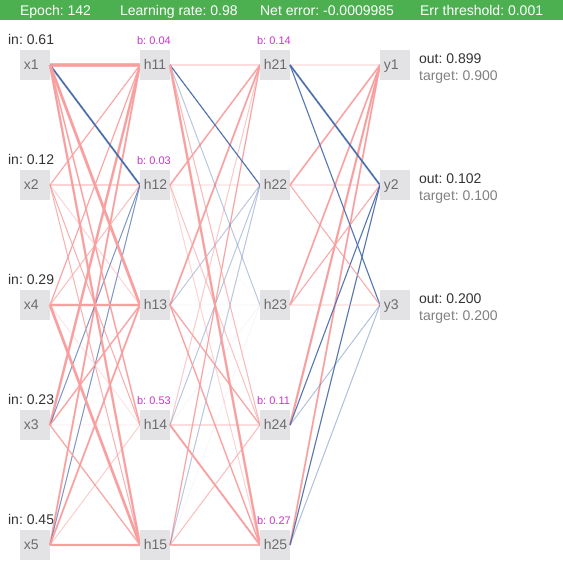 Epoch: 142 Learning rate: 0.98 Net error: -0.0009985 Err threshold: 0.001
in: 0.61 b: 0.04 b: 0.14
x1 h11 h21 y1 out: 0.899
target: 0.900
in: 0.12 b: 0.03
x2 h12 h22 y2 out: 0.102
target: 0.100
in: 0.29
x4 h13 h23 y3 out: 0.200
target: 0.200
in: 0.23 b: 0.53 b: 0.11
x3 h14 h24
in: 0.45 b: 0.27
x5 h15 h25